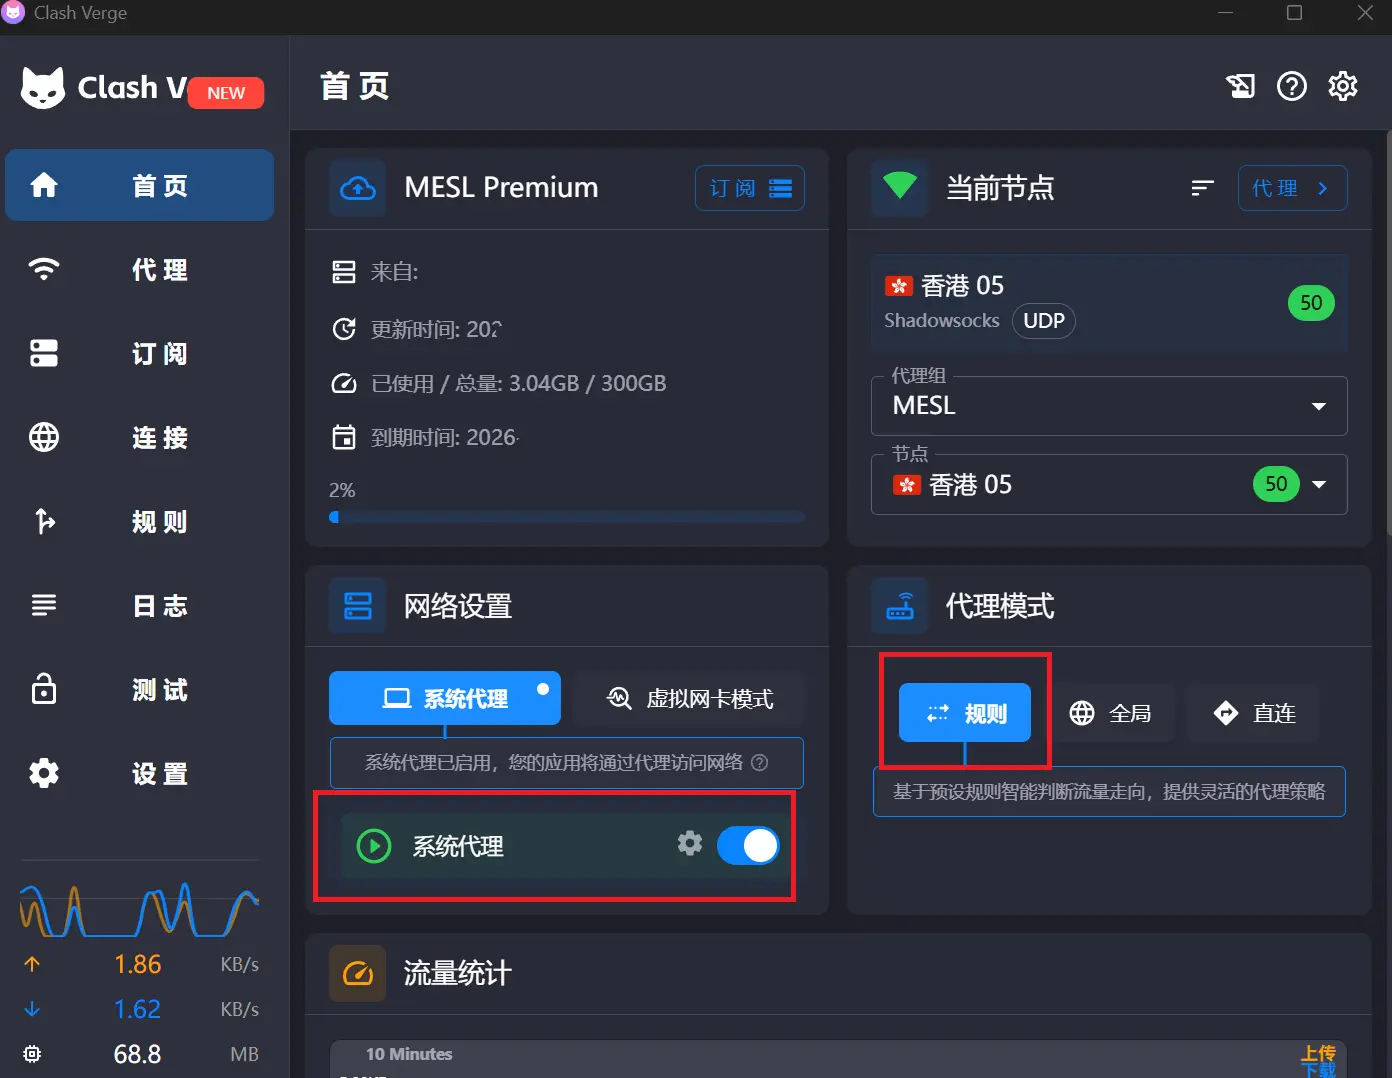 Clash Verge
Clash V
NEW
首 页
首 页
代 理
订 阅
连 接
规 则
日 志
测 试
设 置
1.86 KB/s
1.62 KB/s
68.8 MB
MESL Premium
订 阅
来自:
更新时间: 202
已使用 / 总量: 3.04GB / 300GB
到期时间: 2026
2%
当前节点
代 理
香港 05
Shadowsocks UDP
50
代理组
MESL
节点
香港 05
50
网络设置
系统代理
虚拟网卡模式
系统代理已启用，您的应用将通过代理访问网络
系统代理
代理模式
规则
全局
直连
基于预设规则智能判断流量走向，提供灵活的代理策略
流量统计
10 Minutes
上传
下载